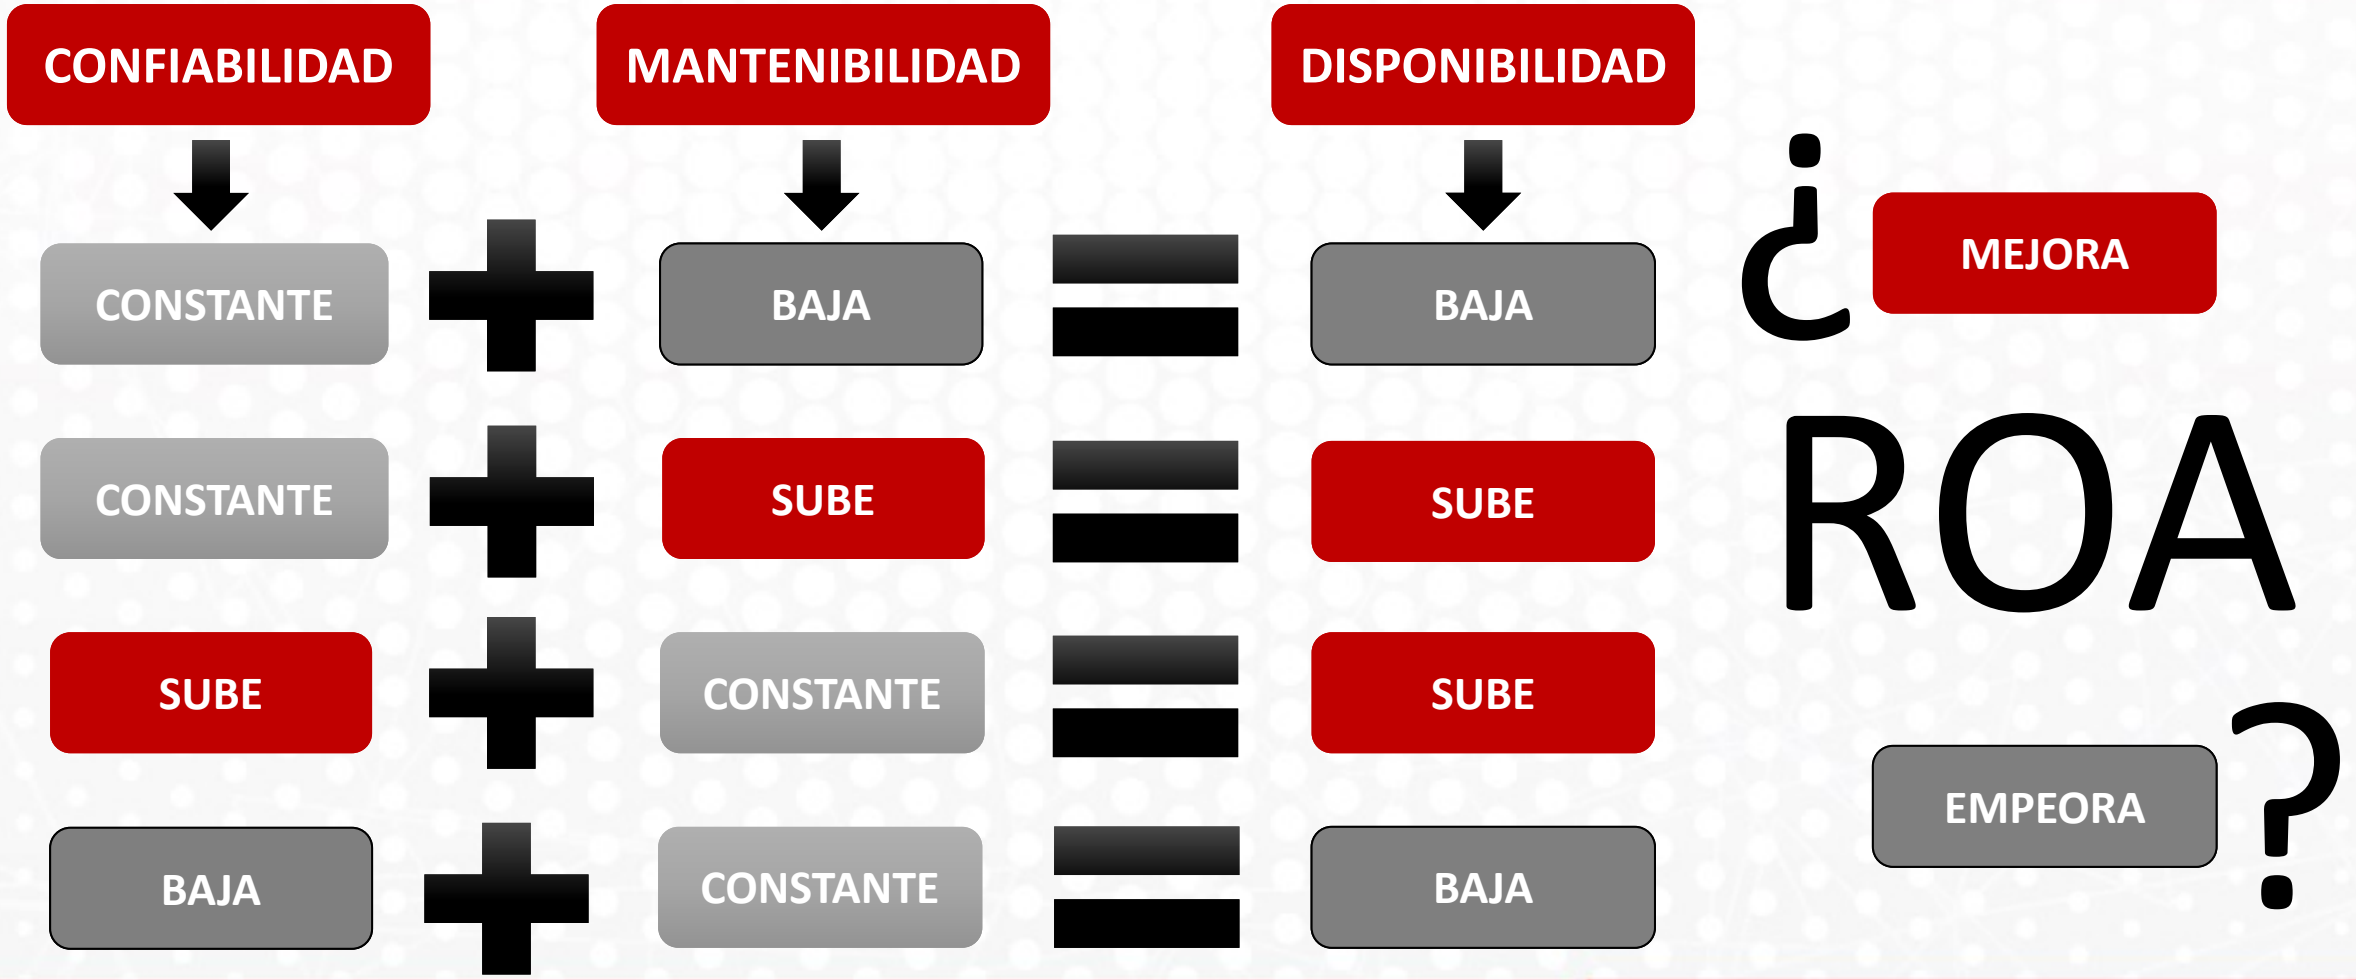 CONFIABILIDAD
MANTENIBILIDAD
DISPONIBILIDAD
CONSTANTE
BAJA
BAJA
CONSTANTE
SUBE
SUBE
SUBE
CONSTANTE
SUBE
BAJA
CONSTANTE
BAJA
¿
MEJORA
ROA
EMPEORA
?